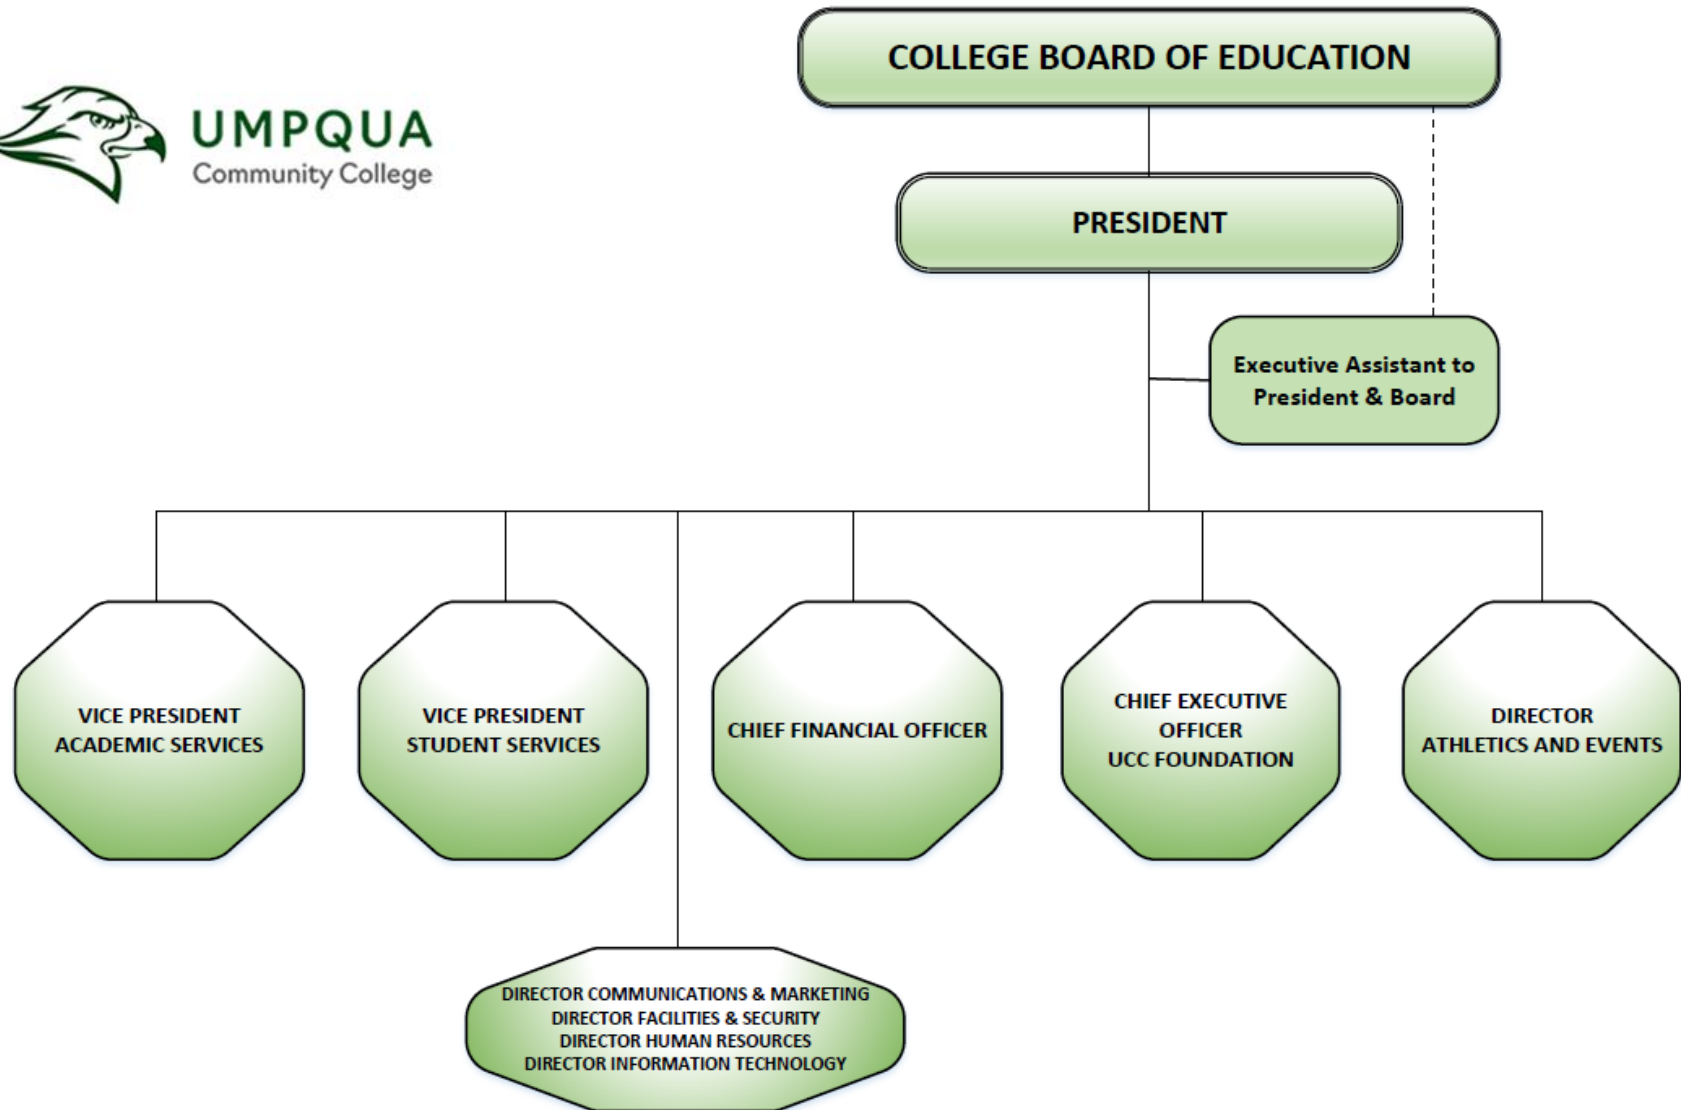 COLLEGE BOARD OF EDUCATION
UMPQUA
Community College
PRESIDENT
Executive Assistant to
President & Board
VICE PRESIDENT
ACADEMIC SERVICES
VICE PRESIDENT
STUDENT SERVICES
CHIEF FINANCIAL OFFICER
CHIEF EXECUTIVE
OFFICER
UCC FOUNDATION
DIRECTOR
ATHLETICS AND EVENTS
DIRECTOR COMMUNICATIONS & MARKETING
DIRECTOR FACILITIES & SECURITY
DIRECTOR HUMAN RESOURCES
DIRECTOR INFORMATION TECHNOLOGY